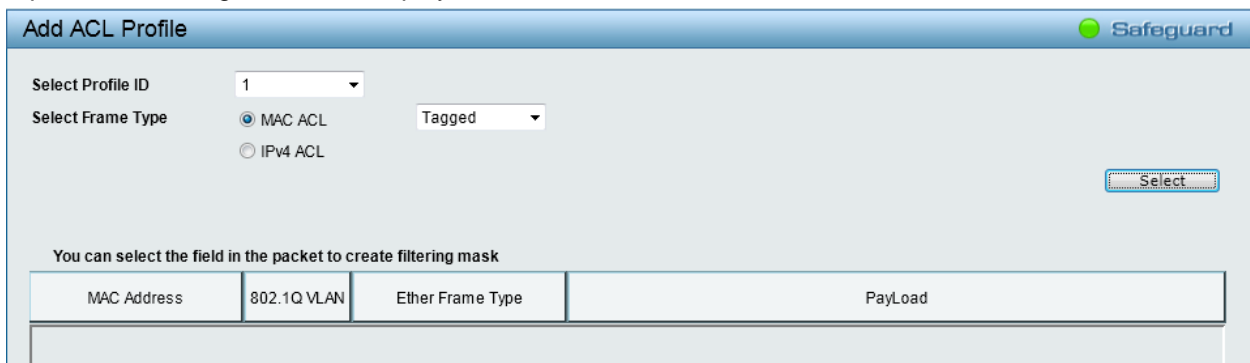 Add ACL Profile
Safeguard
Select Profile ID
1
Select Frame Type
MAC ACL
Tagged
IPv4 ACL
Select
You can select the field in the packet to create filtering mask
MAC Address
802.1Q VLAN
Ether Frame Type
PayLoad